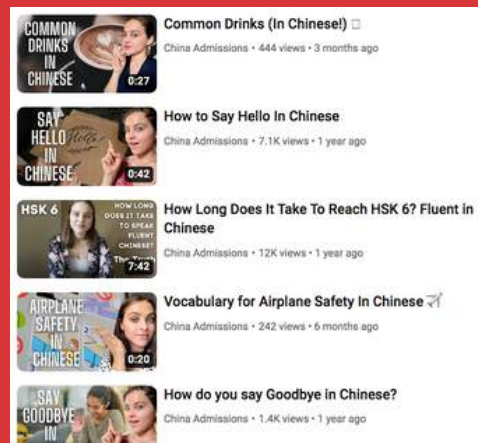 COMMON
DRINKS
IN
CHINESE
0:27
Common Drinks (In Chinese!)
China Admissions • 444 views • 3 months ago
SAY
HELLO
IN
CHINESE
0:42
How to Say Hello In Chinese
China Admissions • 7.1K views • 1 year ago
HSK 6
HOW LONG
DOES IT TAKE
TO SPEAK
FLUENT
CHINESE?
The Truth
7:42
How Long Does It Take To Reach HSK 6? Fluent in
Chinese
China Admissions • 12K views • 1 year ago
AIRPLANE
SAFETY
IN
CHINESE
0:20
Vocabulary for Airplane Safety In Chinese ✈
China Admissions • 242 views • 6 months ago
SAY
GOODBYE
IN
How do you say Goodbye in Chinese?
China Admissions • 1.4K views • 1 year ago